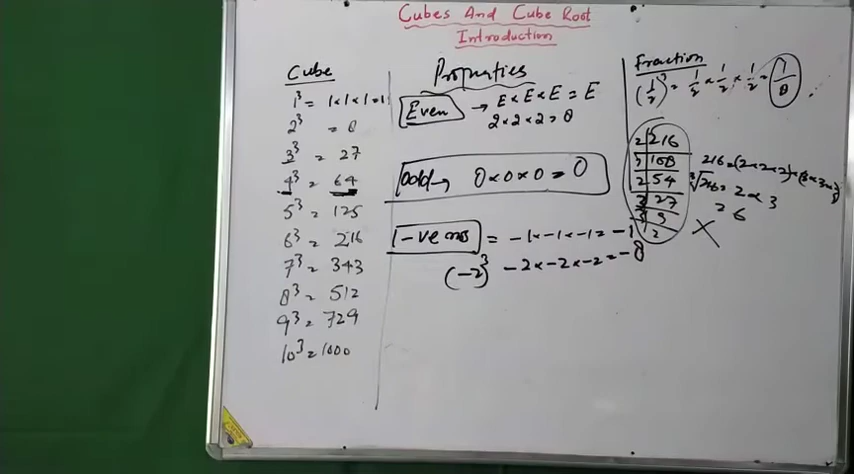 Cubes And Cube Root
Introduction
Cube
1³ = 1×1×1=1
2³ = 8
3³ = 27
4³ = 64
5³ = 125
6³ = 216
7³ = 343
8³ = 512
9³ = 729
10³ = 1000
Properties
Even → E×E×E = E
2×2×2=8
odd → O×O×O = O
-ve nos = -1×-1×-1 = -1
(-2)³ -2×-2×-2=-8
Fraction
(1/2)³ = 1/2 × 1/2 × 1/2 = 1/8
2 216
108
2 54
27
9
216=(2×2×2)×(3×3×3)
³√216 = 2×3
= 6